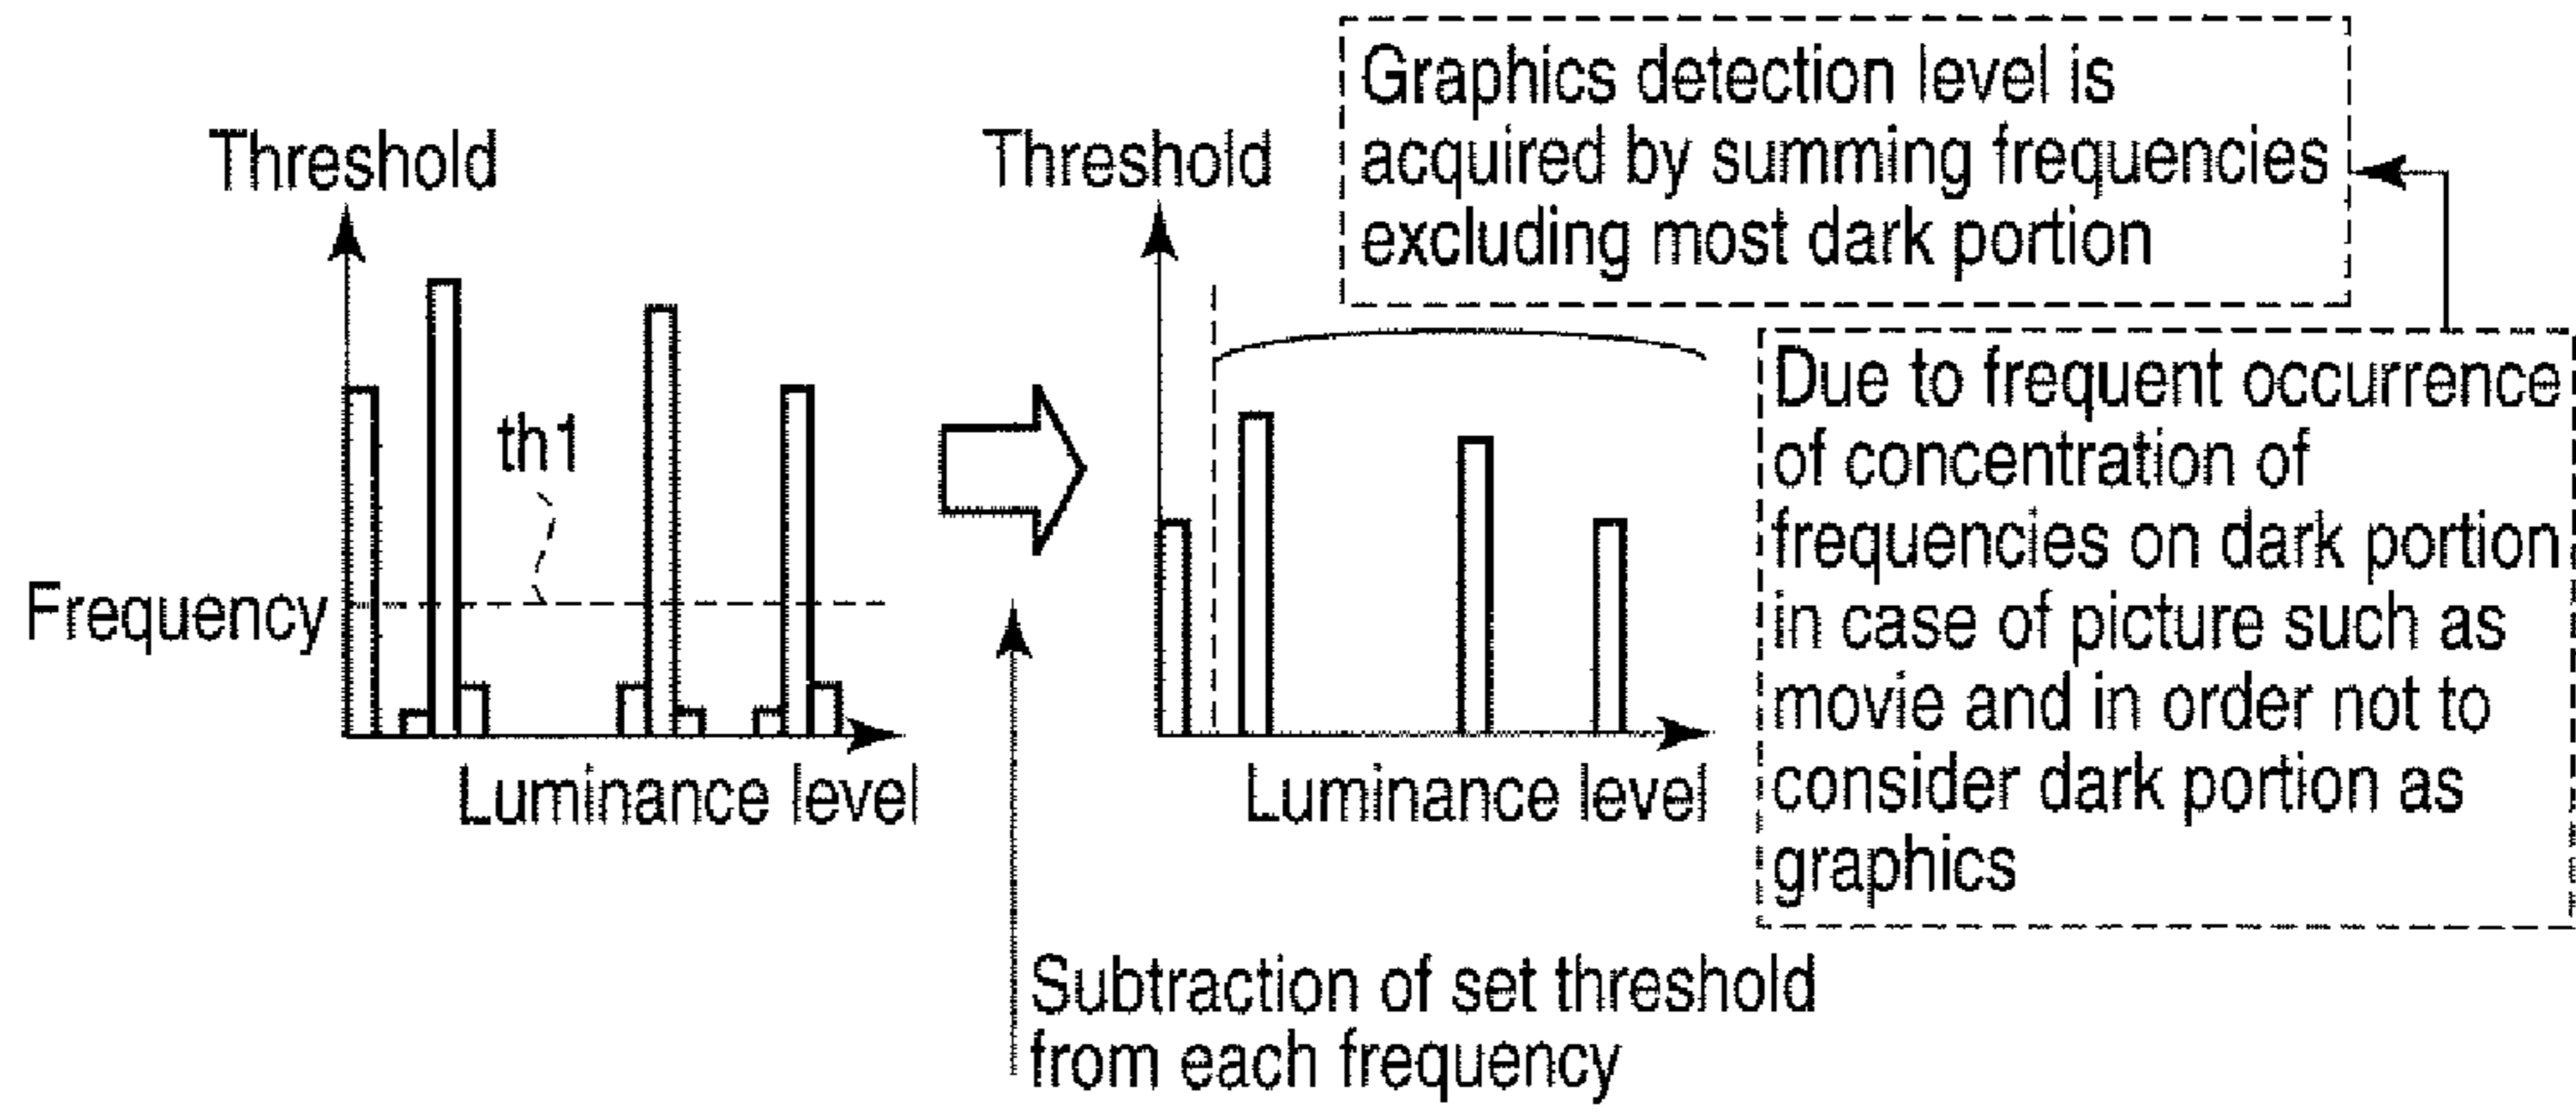 Threshold
th1
Frequency
Luminance level
Threshold
Luminance level
Graphics detection level is
acquired by summing frequencies
excluding most dark portion
Due to frequent occurrence
of concentration of
frequencies on dark portion
in case of picture such as
movie and in order not to
consider dark portion as
graphics
Subtraction of set threshold
from each frequency